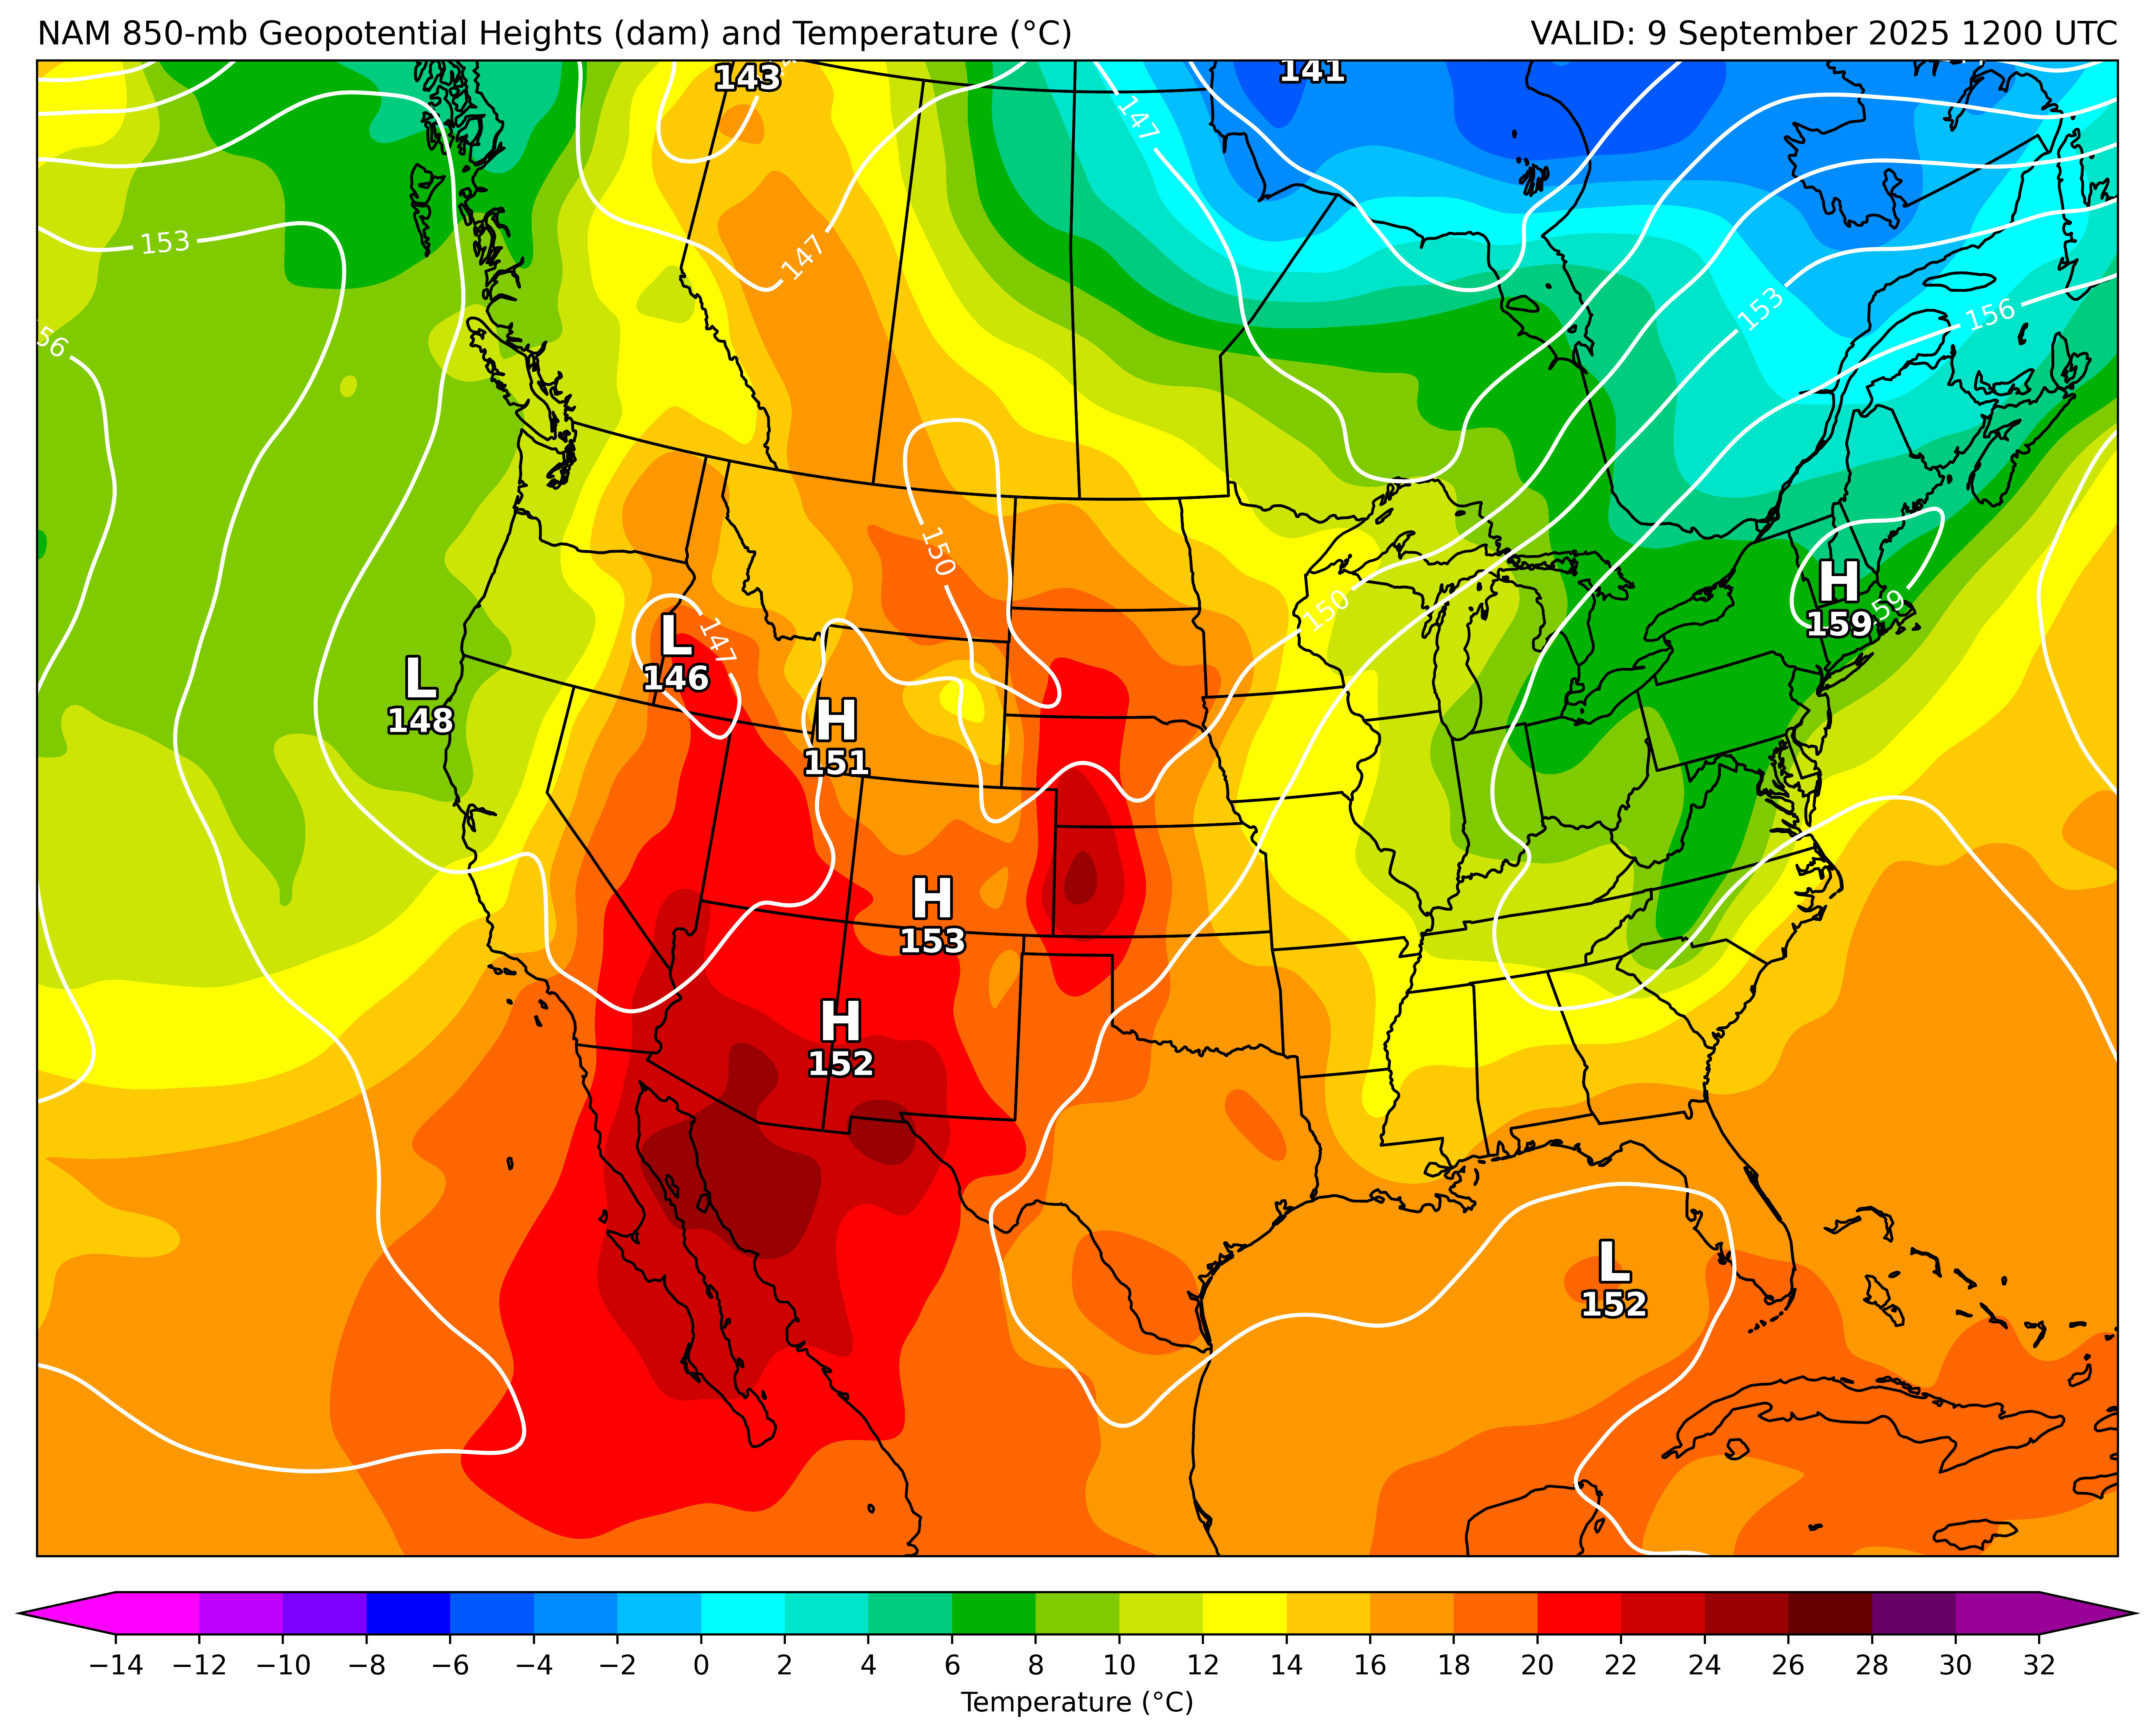 NAM 850-mb Geopotential Heights (dam) and Temperature (°C)
VALID: 9 September 2025 1200 UTC
143
141
147
153
147
153
156
56
150
150
H
159
59
L
146
147
L
148
H
151
H
153
H
152
L
152
−14 −12 −10 −8 −6 −4 −2 0 2 4 6 8 10 12 14 16 18 20 22 24 26 28 30 32
Temperature (°C)